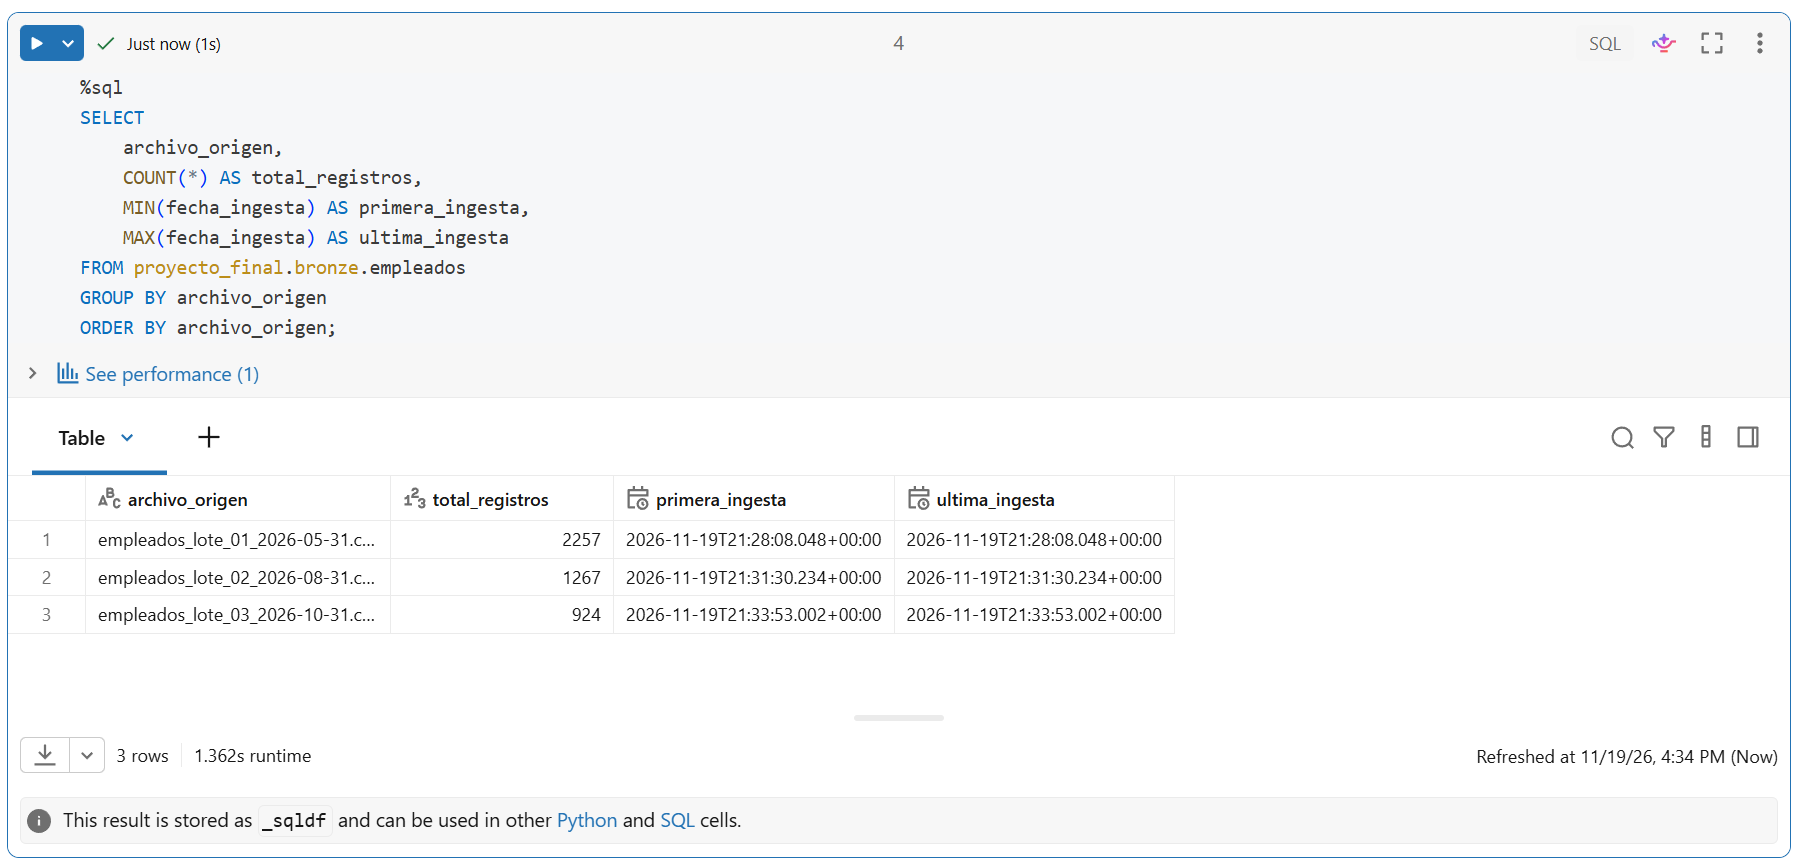 Just now (1s)
4
SQL
%sql
SELECT
archivo_origen,
COUNT(*) AS total_registros,
MIN(fecha_ingesta) AS primera_ingesta,
MAX(fecha_ingesta) AS ultima_ingesta
FROM proyecto_final.bronze.empleados
GROUP BY archivo_origen
ORDER BY archivo_origen;
See performance (1)
Table
archivo_origen total_registros primera_ingesta ultima_ingesta
1 empleados_lote_01_2026-05-31.c... 2257 2026-11-19T21:28:08.048+00:00 2026-11-19T21:28:08.048+00:00
2 empleados_lote_02_2026-08-31.c... 1267 2026-11-19T21:31:30.234+00:00 2026-11-19T21:31:30.234+00:00
3 empleados_lote_03_2026-10-31.c... 924 2026-11-19T21:33:53.002+00:00 2026-11-19T21:33:53.002+00:00
3 rows 1.362s runtime
Refreshed at 11/19/26, 4:34 PM (Now)
This result is stored as _sqldf and can be used in other Python and SQL cells.